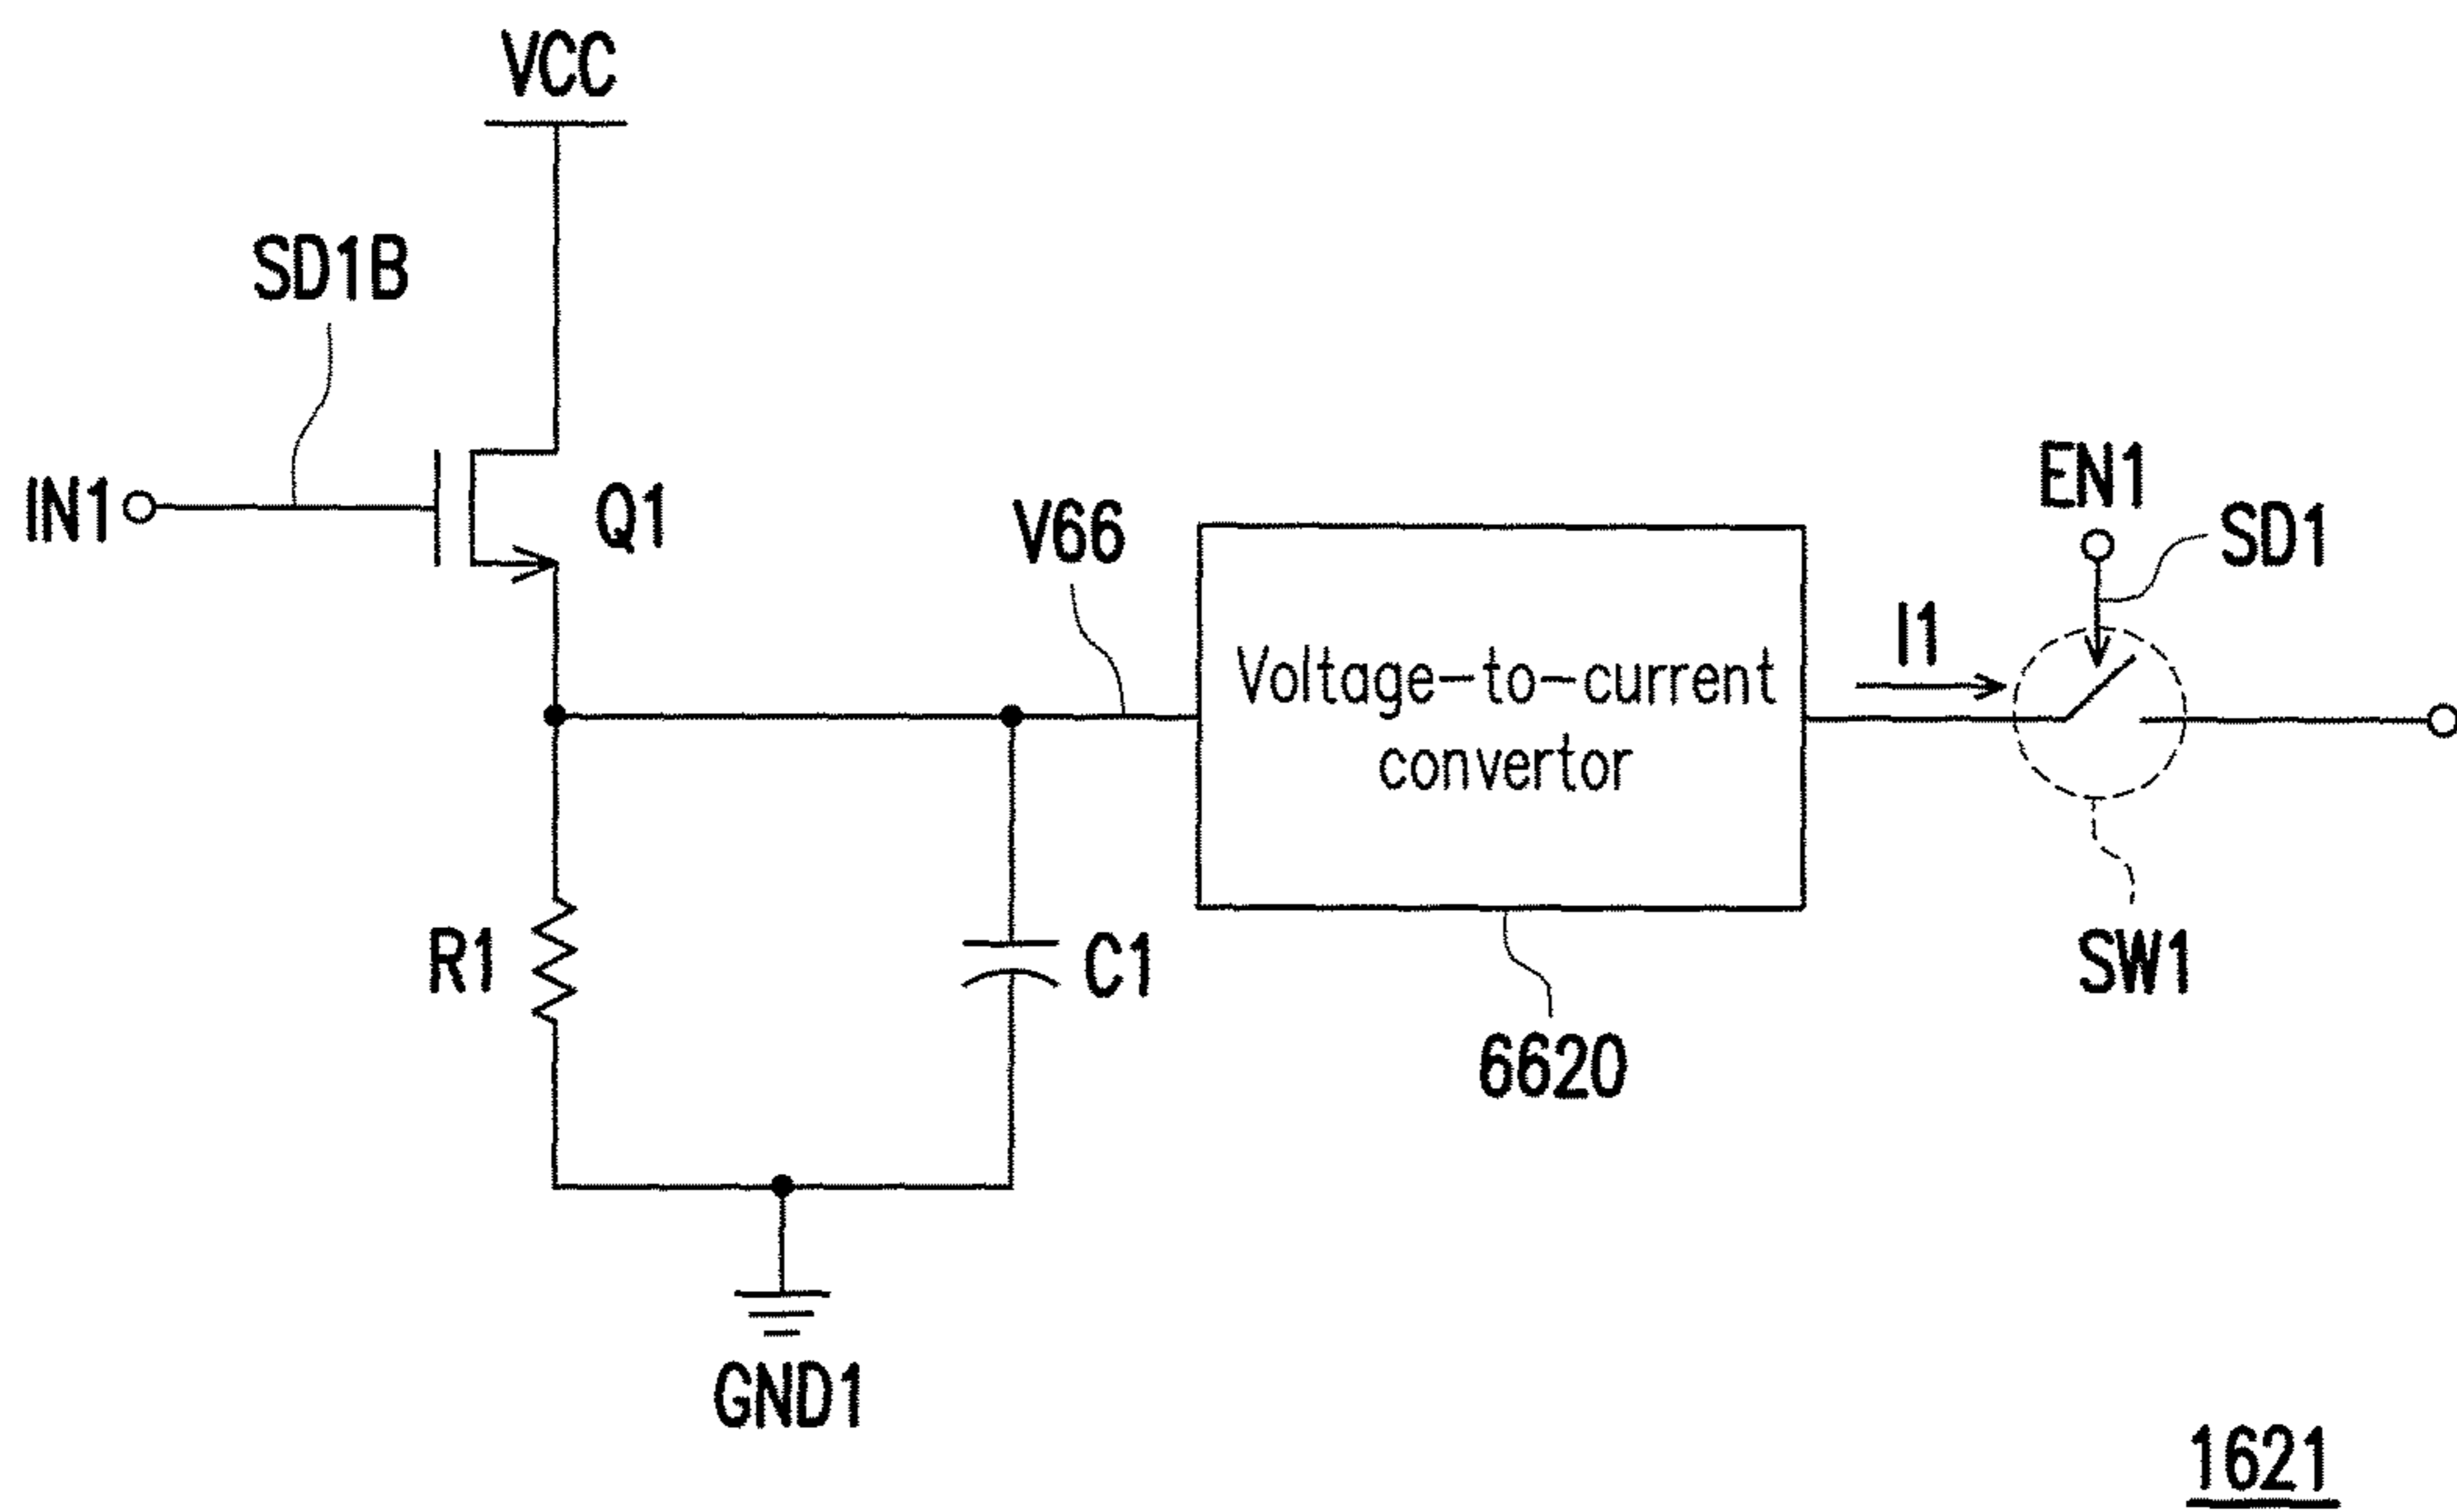 VCC
SD1B
IN1
Q1
V66
EN1
SD1
I1
Voltage-to-current
convertor
R1
C1
SW1
6620
GND1
1621